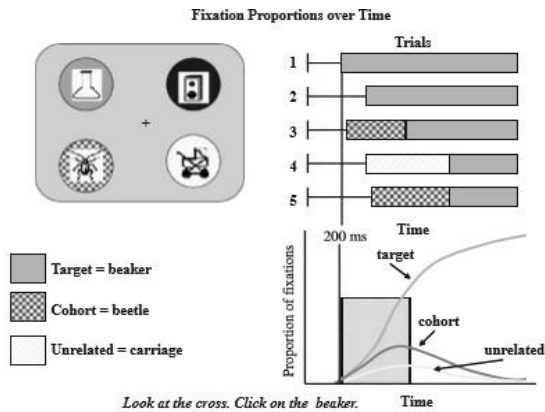 Fixation Proportions over Time
Trials
1
2
3
4
5
Time
200 ms
Target = beaker
Cohort = beetle
Unrelated = carriage
Proportion of fixations
target
cohort
unrelated
Look at the cross. Click on the beaker.
Time